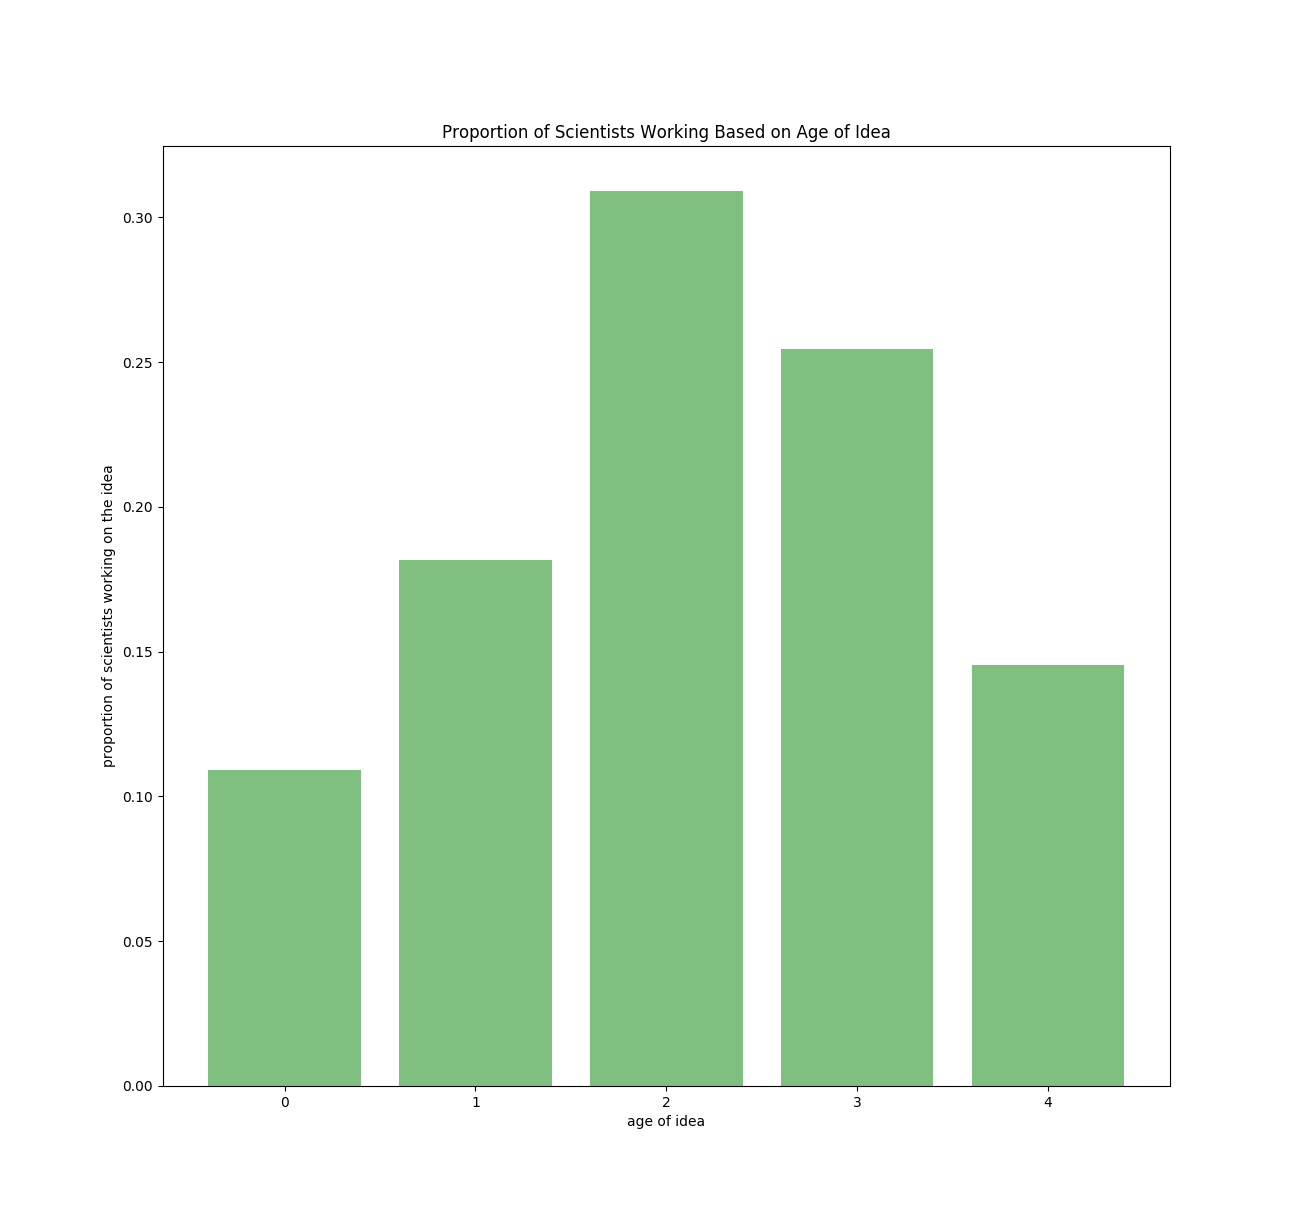 Proportion of Scientists Working Based on Age of Idea
proportion of scientists working on the idea
0.30
0.25
0.20
0.15
0.10
0.05
0.00
0 1 2 3 4
age of idea